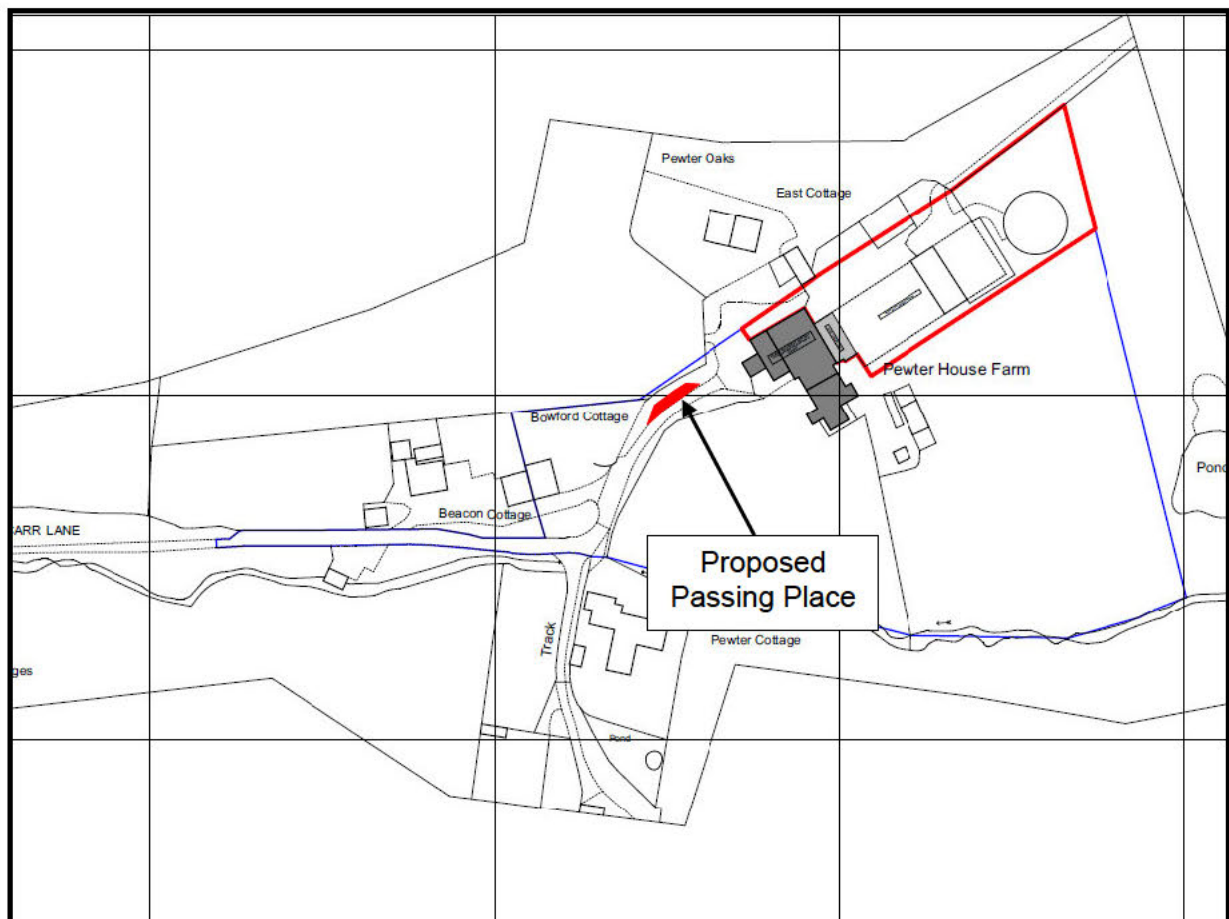 Pewter Oaks
East Cottage
Pewter House Farm
Bowford Cottage
Pond
Beacon Cottage
ARR LANE
Proposed
Passing Place
Track
Pewter Cottage
ges
Pond